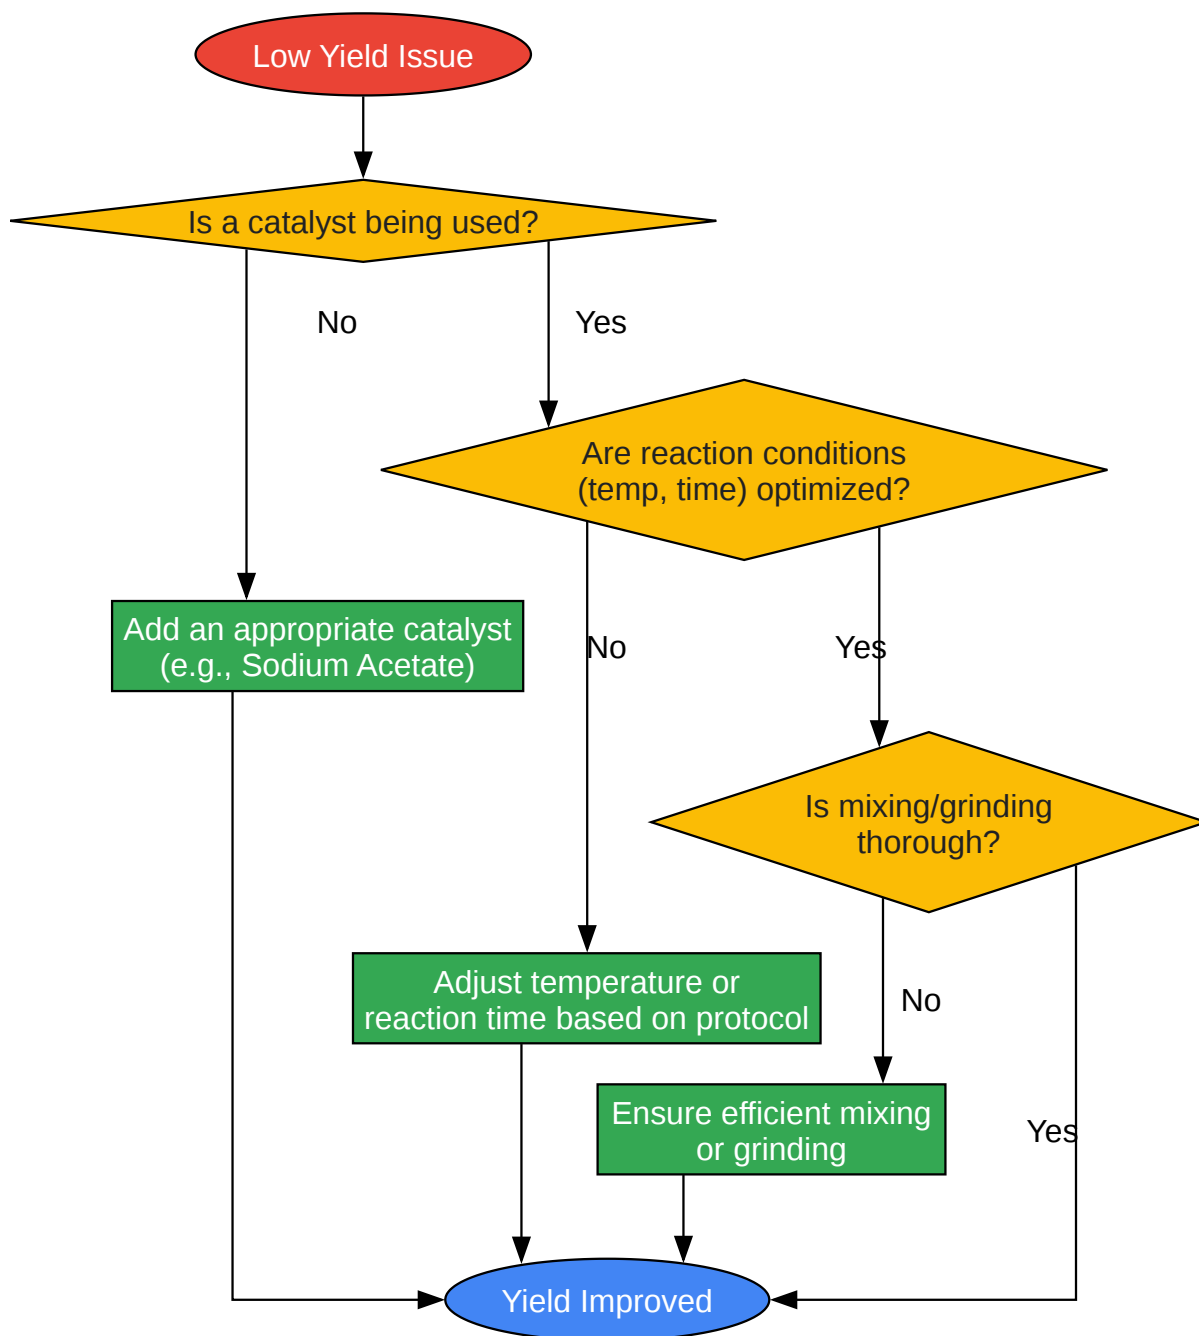 Low Yield Issue
Is a catalyst being used?
No
Yes
Are reaction conditions
(temp, time) optimized?
Add an appropriate catalyst
(e.g., Sodium Acetate)
No
Yes
Is mixing/grinding
thorough?
Adjust temperature or
reaction time based on protocol
No
Ensure efficient mixing
or grinding
Yes
Yield Improved